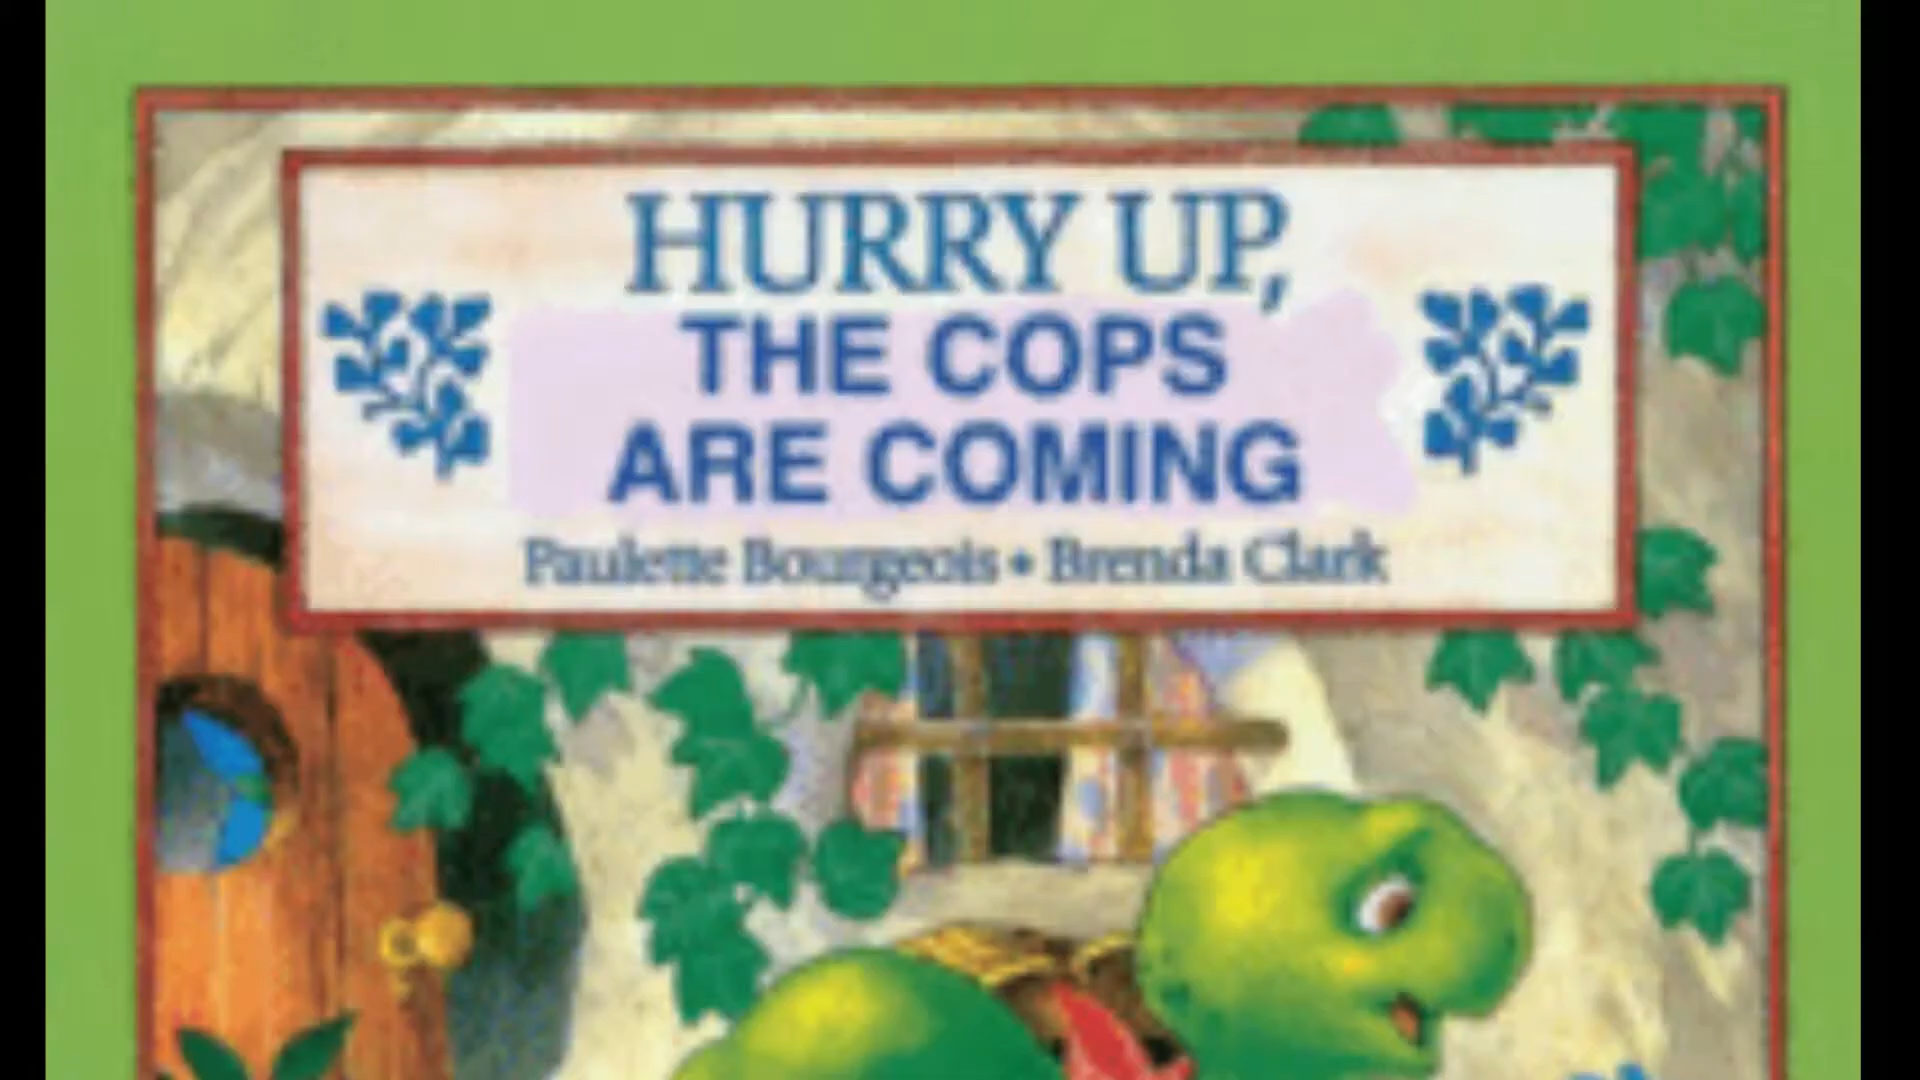 HURRY UP,
THE COPS
ARE COMING
Paulette Bourgeois • Brenda Clark